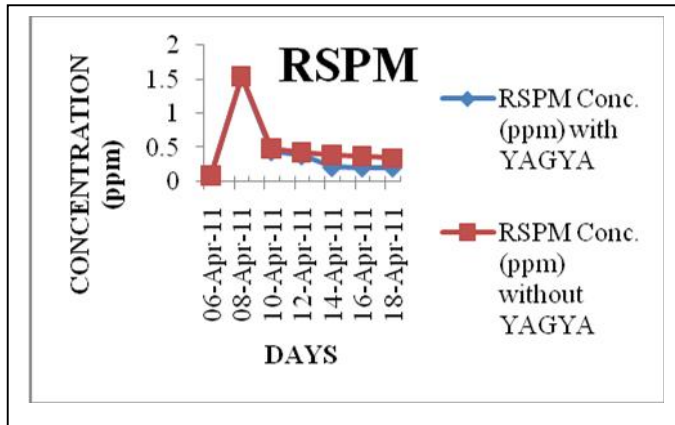 RSPM
CONCENTRATION
(ppm)
2
1.5
1
0.5
0
06-Apr-11
08-Apr-11
10-Apr-11
12-Apr-11
14-Apr-11
16-Apr-11
18-Apr-11
DAYS
RSPM Conc.
(ppm) with
YAGYA
RSPM Conc.
(ppm)
without
YAGYA